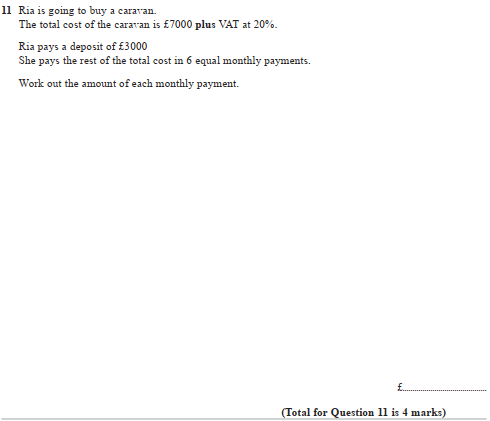 11 Ria is going to buy a caravan.
The total cost of the caravan is £7000 plus VAT at 20%.
Ria pays a deposit of £3000
She pays the rest of the total cost in 6 equal monthly payments.
Work out the amount of each monthly payment.
£
(Total for Question 11 is 4 marks)